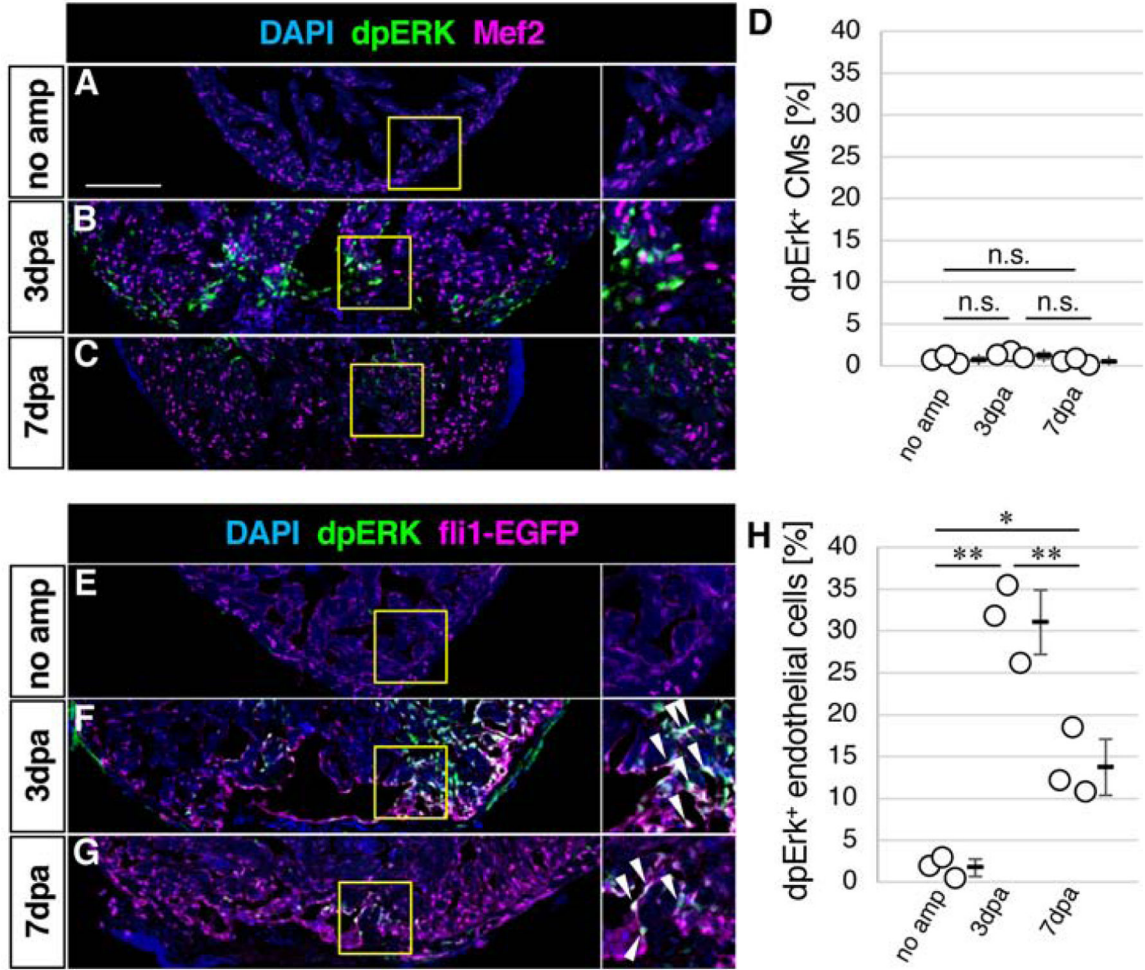 DAPI dpERK Mef2
A
no amp
B
3dpa
C
7dpa
D
dpErk⁺ CMs [%]
40
35
30
25
20
15
10
5
0
n.s.
n.s. n.s.
no amp
3dpa
7dpa
DAPI dpERK fli1-EGFP
E
no amp
F
3dpa
G
7dpa
H
dpErk⁺ endothelial cells [%]
40
35
30
25
20
15
10
5
0
*
** **
no amp
3dpa
7dpa